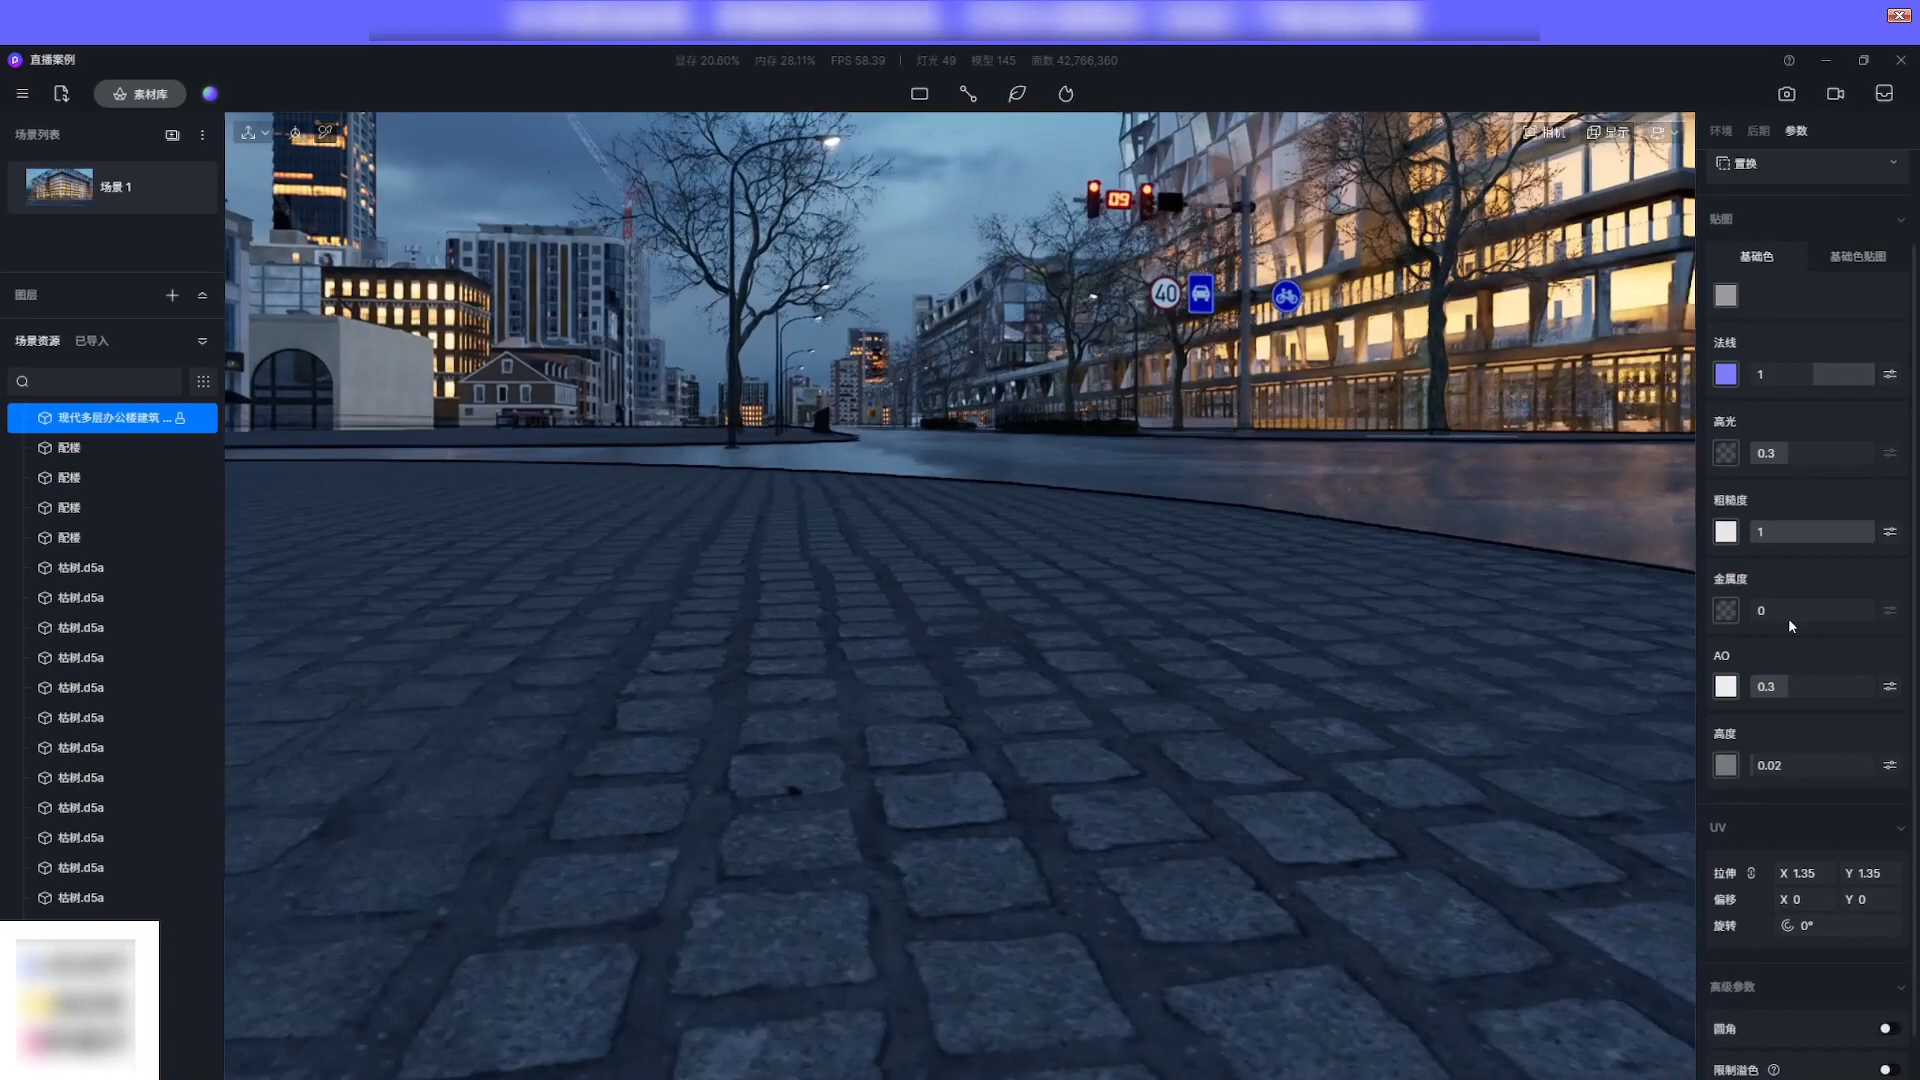 直播案例
显存 20.60% 内存 28.11% FPS 58.39 | 灯光 49 模型 145 面数 42,766,360
素材库
场景列表
场景 1
图层
场景资源 已导入
现代多层办公楼建筑 ...
配楼
配楼
配楼
配楼
枯树.d5a
枯树.d5a
枯树.d5a
枯树.d5a
枯树.d5a
枯树.d5a
枯树.d5a
枯树.d5a
枯树.d5a
枯树.d5a
枯树.d5a
枯树.d5a
相机 显示
09
40
环境 后期 参数
置换
贴图
基础色 基础色贴图
法线
1
高光
0.3
粗糙度
1
金属度
0
AO
0.3
高度
0.02
UV
拉伸 X 1.35 Y 1.35
偏移 X 0 Y 0
旋转 0°
高级参数
圆角
限制溢色